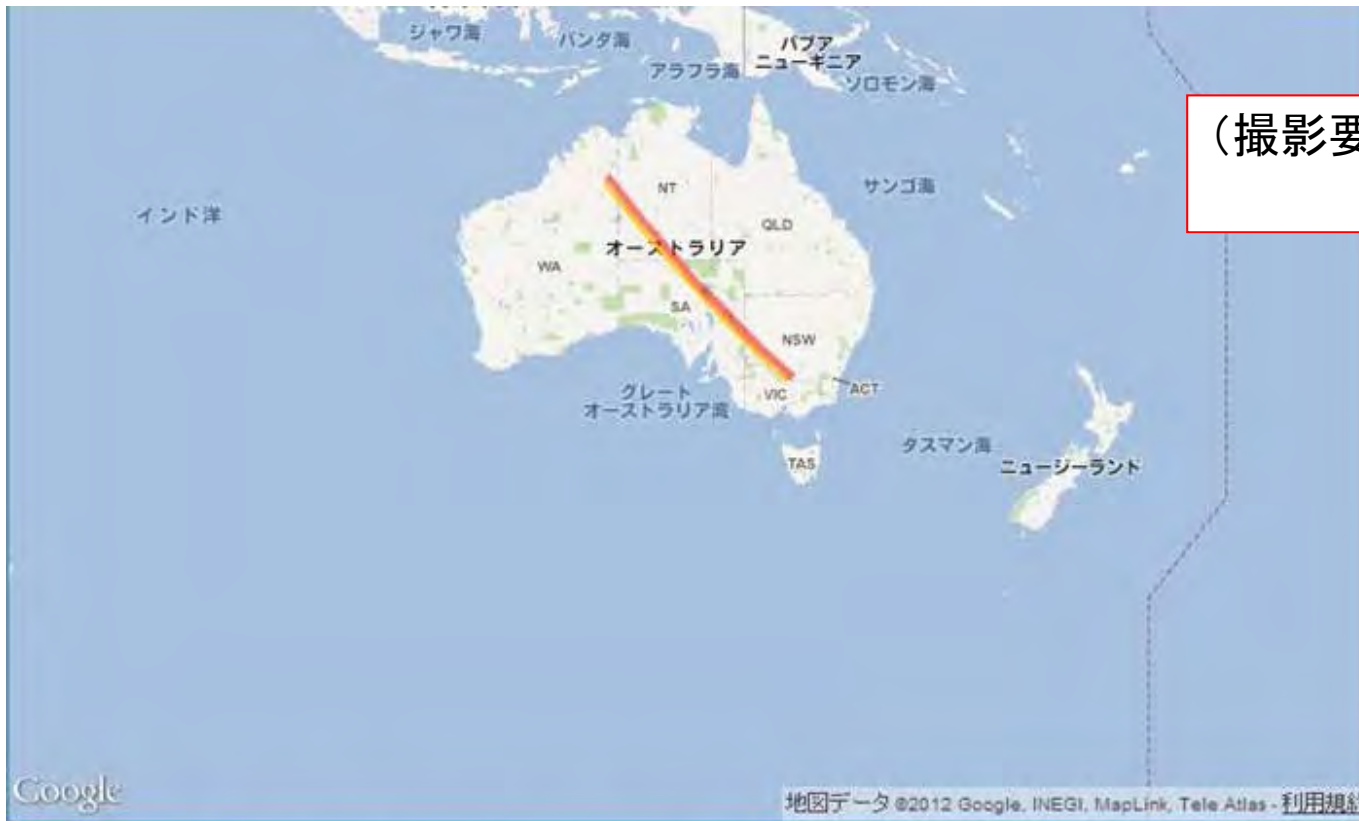 ジャワ海
バンダ海
アラフラ海
パプア
ニューギニア
ソロモン海
(撮影要
インド洋
サンゴ海
NT
QLD
オーストラリア
WA
SA
NSW
グレート
オーストラリア湾
VIC
ACT
タスマン海
TAS
ニュージーランド
Google
地図データ ©2012 Google, INEGI, MapLink, Tele Atlas - 利用規約